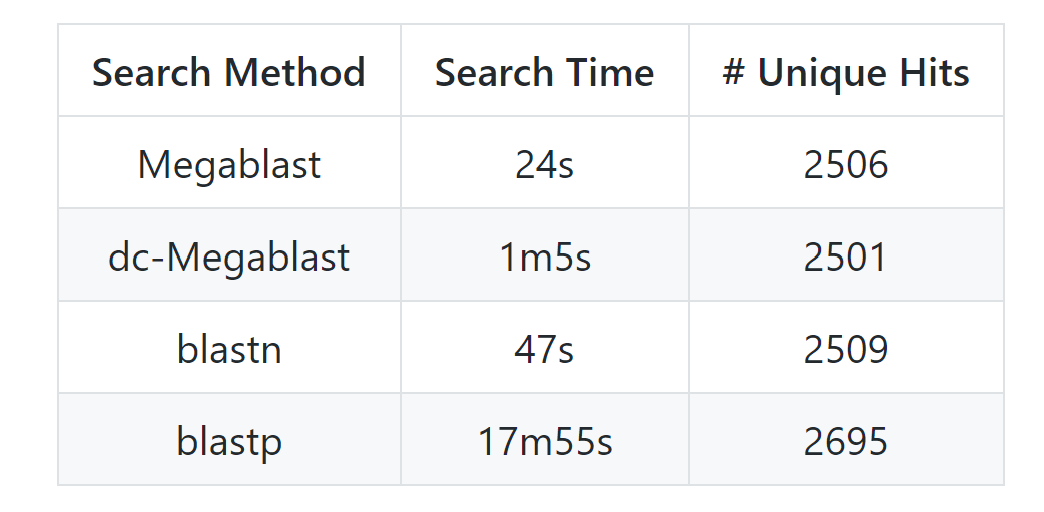 Search Method Search Time # Unique Hits
Megablast 24s 2506
dc-Megablast 1m5s 2501
blastn 47s 2509
blastp 17m55s 2695